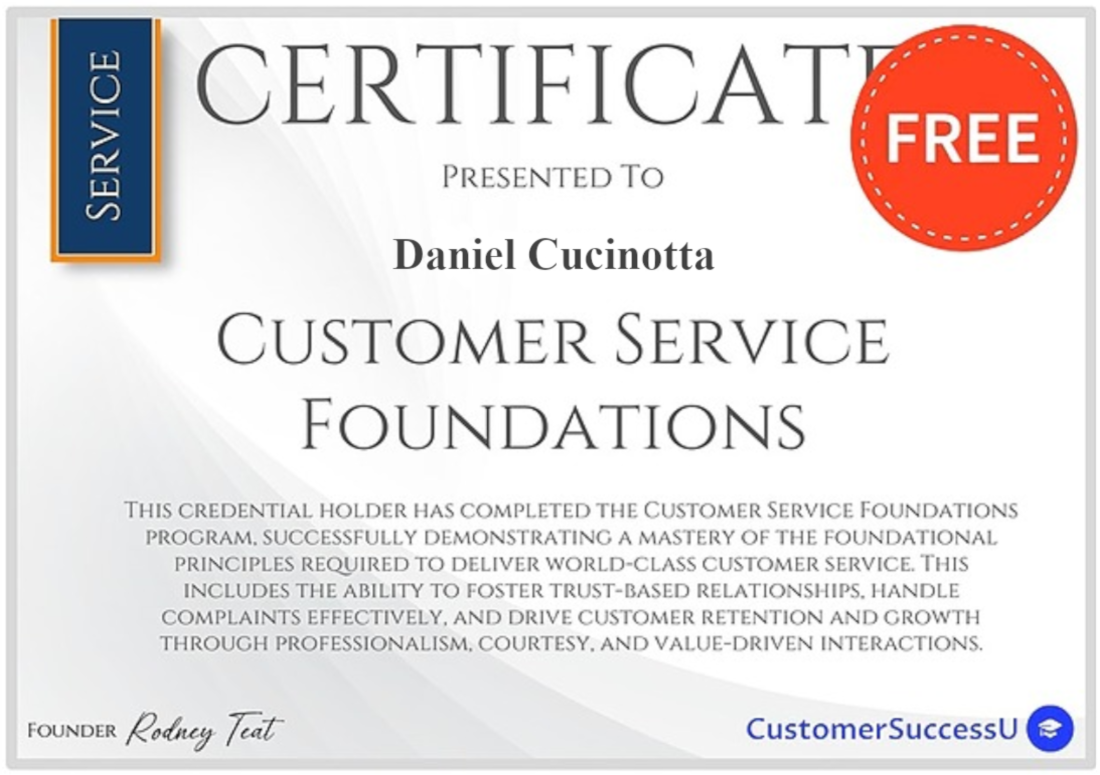 SERVICE
CERTIFICAT
FREE
PRESENTED TO
Daniel Cucinotta
CUSTOMER SERVICE
FOUNDATIONS
THIS CREDENTIAL HOLDER HAS COMPLETED THE CUSTOMER SERVICE FOUNDATIONS
PROGRAM, SUCCESSFULLY DEMONSTRATING A MASTERY OF THE FOUNDATIONAL
PRINCIPLES REQUIRED TO DELIVER WORLD-CLASS CUSTOMER SERVICE. THIS
INCLUDES THE ABILITY TO FOSTER TRUST-BASED RELATIONSHIPS, HANDLE
COMPLAINTS EFFECTIVELY, AND DRIVE CUSTOMER RETENTION AND GROWTH
THROUGH PROFESSIONALISM, COURTESY, AND VALUE-DRIVEN INTERACTIONS.
FOUNDER Rodney Teat
CustomerSuccessU